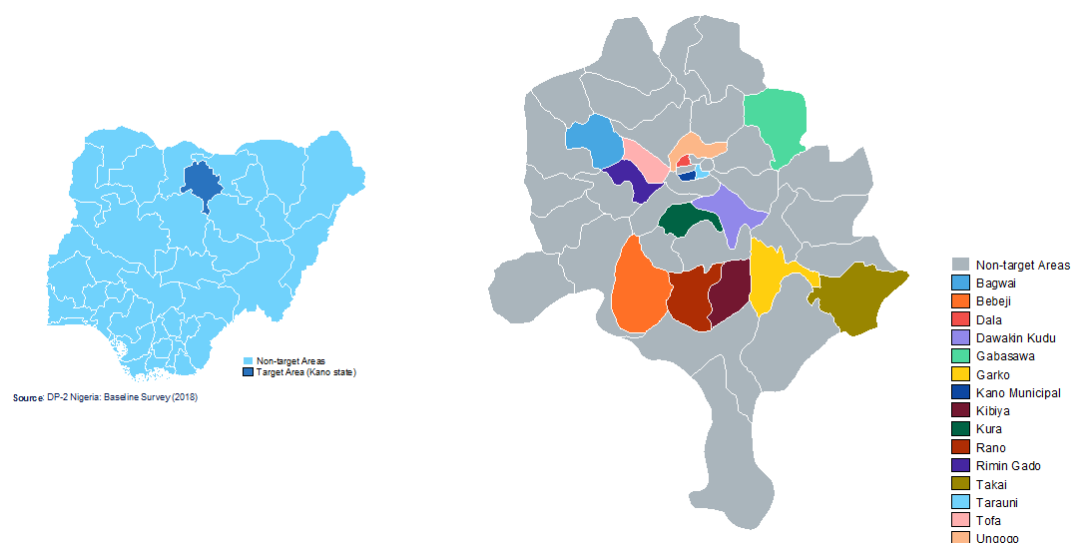 Non-target Areas
Target Area (Kano state)
Source: DP-2 Nigeria: Baseline Survey (2018)
Non-target Areas
Bagwai
Bebeji
Dala
Dawakin Kudu
Gabasawa
Garko
Kano Municipal
Kibiya
Kura
Rano
Rimin Gado
Takai
Tarauni
Tofa
Ungogo